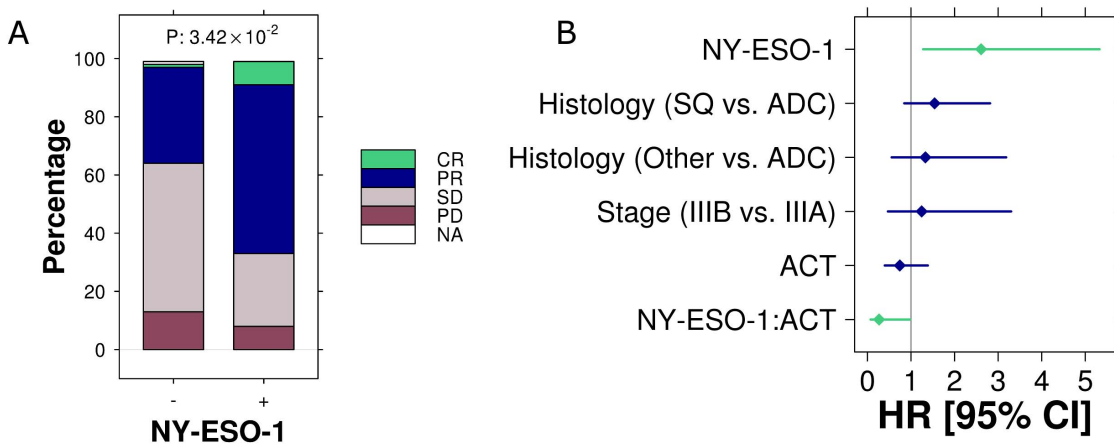 A
P: 3.42×10⁻²
Percentage
100
80
60
40
20
0
-
+
NY-ESO-1
CR
PR
SD
PD
NA
B
NY-ESO-1
Histology (SQ vs. ADC)
Histology (Other vs. ADC)
Stage (IIIB vs. IIIA)
ACT
NY-ESO-1:ACT
0 1 2 3 4 5
HR [95% CI]